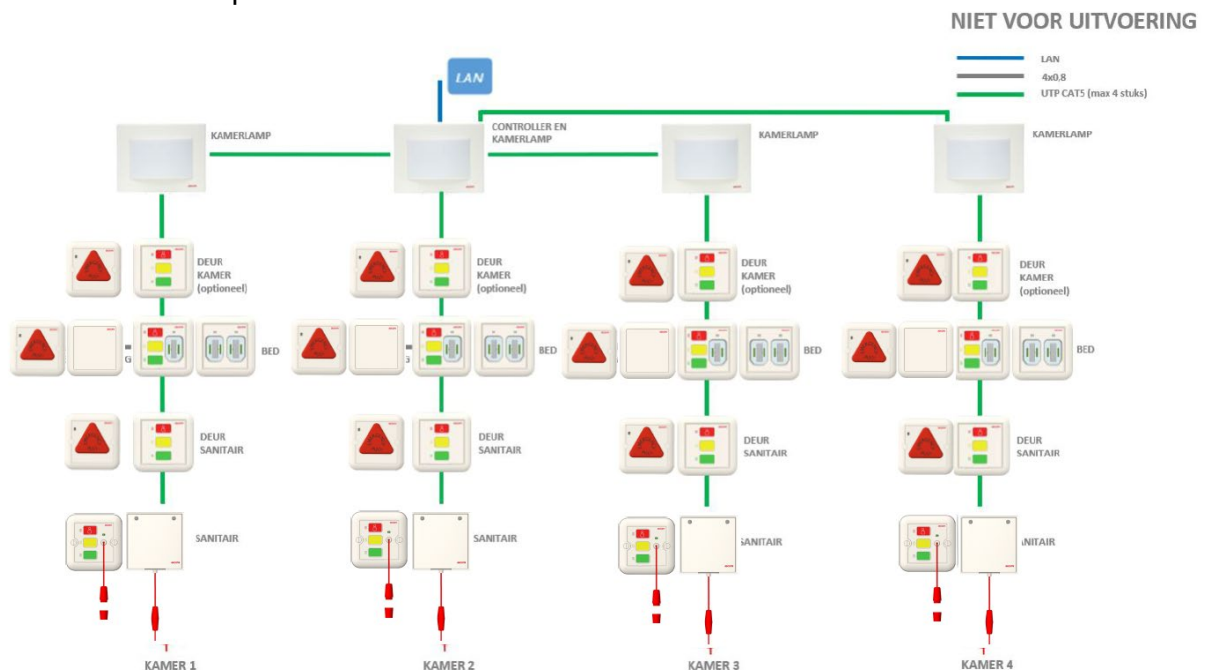 NIET VOOR UITVOERING
LAN
4x0.8
UTP CAT5 (max 4 stuks)
LAN
KAMERLAMP
CONTROLLER EN
KAMERLAMP
KAMERLAMP
KAMERLAMP
DEUR
KAMER
(optioneel)
DEUR
KAMER
(optioneel)
DEUR
KAMER
(optioneel)
DEUR
KAMER
(optioneel)
G
BED
G
BED
BED
BED
DEUR
SANITAIR
DEUR
SANITAIR
DEUR
SANITAIR
DEUR
SANITAIR
SANITAIR
SANITAIR
SANITAIR
NITAIR
KAMER 1
KAMER 2
KAMER 3
KAMER 4